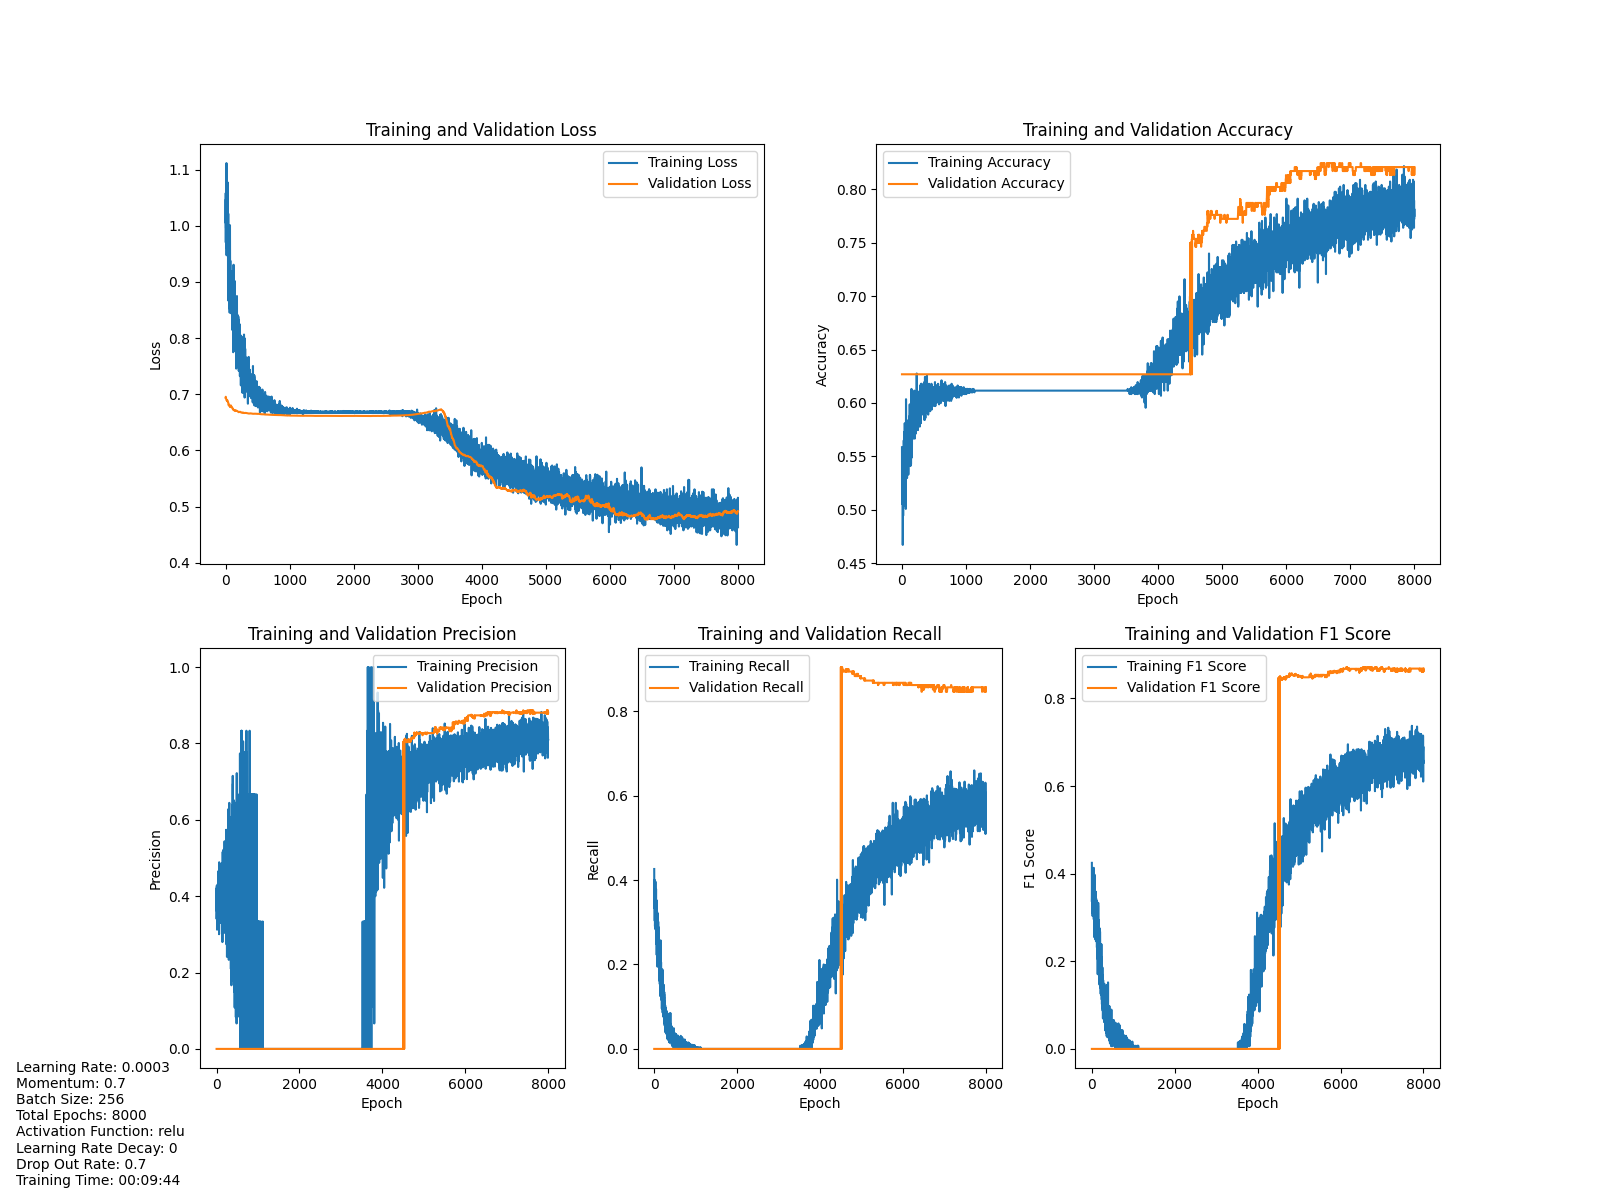 Training and Validation Loss
Training Loss
Validation Loss
1.1
1.0
0.9
0.8
0.7
0.6
0.5
0.4
Loss
0 1000 2000 3000 4000 5000 6000 7000 8000
Epoch
Training and Validation Accuracy
Training Accuracy
Validation Accuracy
0.80
0.75
0.70
0.65
0.60
0.55
0.50
0.45
Accuracy
0 1000 2000 3000 4000 5000 6000 7000 8000
Epoch
Training and Validation Precision
Training Precision
Validation Precision
1.0
0.8
0.6
0.4
0.2
0.0
Precision
0 2000 4000 6000 8000
Epoch
Training and Validation Recall
Training Recall
Validation Recall
0.8
0.6
0.4
0.2
0.0
Recall
0 2000 4000 6000 8000
Epoch
Training and Validation F1 Score
Training F1 Score
Validation F1 Score
0.8
0.6
0.4
0.2
0.0
F1 Score
0 2000 4000 6000 8000
Epoch
Learning Rate: 0.0003
Momentum: 0.7
Batch Size: 256
Total Epochs: 8000
Activation Function: relu
Learning Rate Decay: 0
Drop Out Rate: 0.7
Training Time: 00:09:44